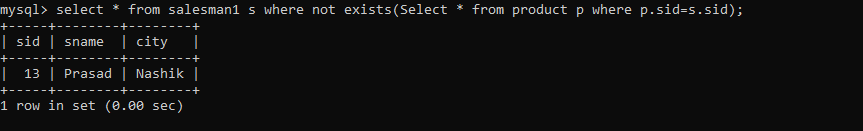 mysql> select * from salesman1 s where not exists(Select * from product p where p.sid=s.sid);
+-----+--------+--------+
| sid | sname  | city   |
+-----+--------+--------+
|  13 | Prasad | Nashik |
+-----+--------+--------+
1 row in set (0.00 sec)